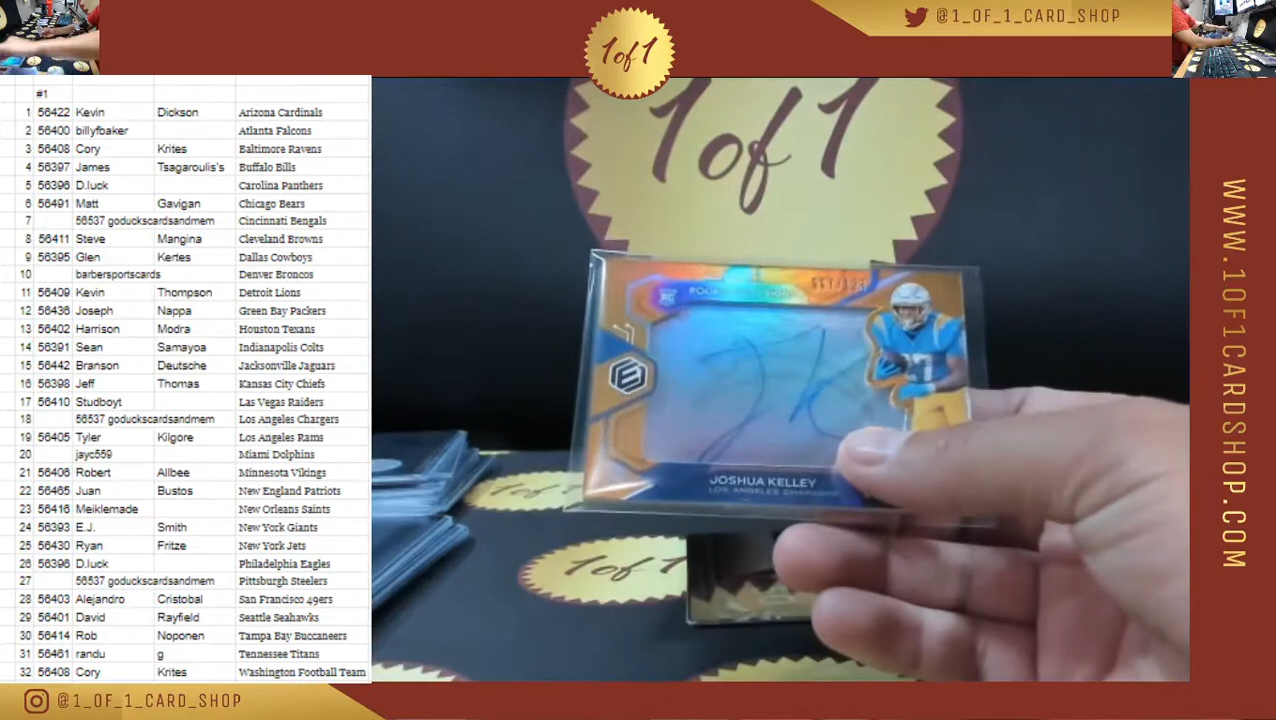 1of1
@1_OF_1_CARD_SHOP
#1
1 56422 Kevin Dickson Arizona Cardinals
2 56400 billyfbaker Atlanta Falcons
3 56408 Cory Krites Baltimore Ravens
4 56397 James Tsagaroulis's Buffalo Bills
5 56396 D.luck Carolina Panthers
6 56491 Matt Gavigan Chicago Bears
7 56537 goduckscardsandmem Cincinnati Bengals
8 56411 Steve Mangina Cleveland Browns
9 56395 Glen Kertes Dallas Cowboys
10 barbersportscards Denver Broncos
11 56409 Kevin Thompson Detroit Lions
12 56436 Joseph Nappa Green Bay Packers
13 56402 Harrison Modra Houston Texans
14 56391 Sean Samayoa Indianapolis Colts
15 56442 Branson Deutsche Jacksonville Jaguars
16 56398 Jeff Thomas Kansas City Chiefs
17 56410 Studboyt Las Vegas Raiders
18 56537 goduckscardsandmem Los Angeles Chargers
19 56405 Tyler Kilgore Los Angeles Rams
20 jayc559 Miami Dolphins
21 56406 Robert Allbee Minnesota Vikings
22 56465 Juan Bustos New England Patriots
23 56416 Meiklemade New Orleans Saints
24 56393 E.J. Smith New York Giants
25 56430 Ryan Fritze New York Jets
26 56396 D.luck Philadelphia Eagles
27 56537 goduckscardsandmem Pittsburgh Steelers
28 56403 Alejandro Cristobal San Francisco 49ers
29 56401 David Rayfield Seattle Seahawks
30 56414 Rob Noponen Tampa Bay Buccaneers
31 56461 randu g Tennessee Titans
32 56408 Cory Krites Washington Football Team
1of1
RC
E
27
JK
JOSHUA KELLEY
LOS ANGELES CHARGERS
1of1
WWW.1OF1CARDSHOP.COM
@1_OF_1_CARD_SHOP